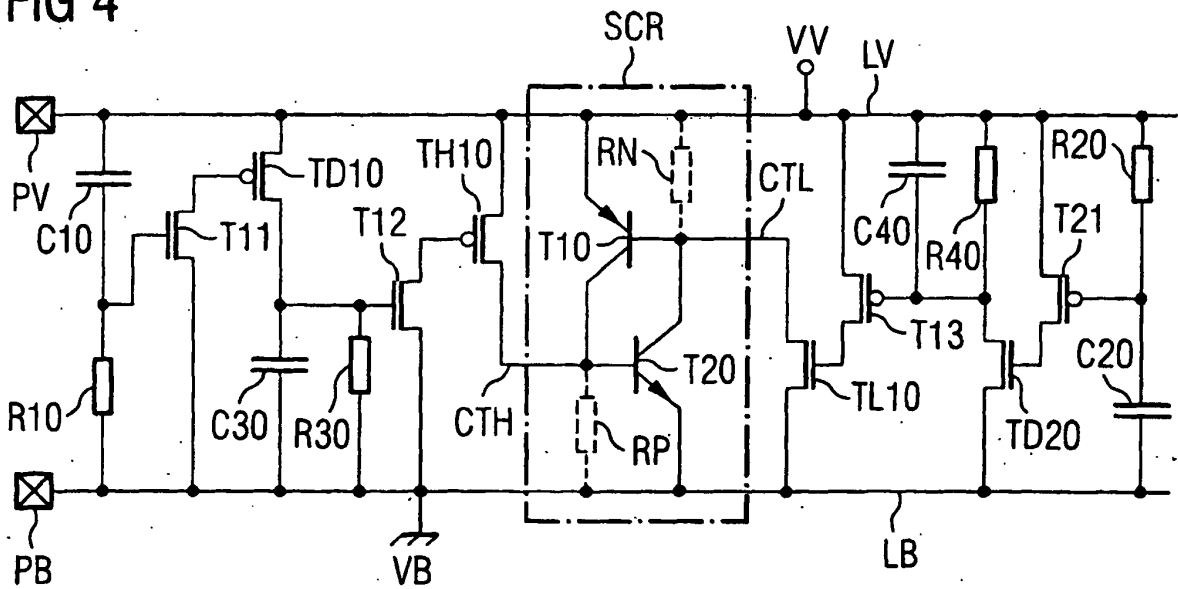 FIG 4
SCR
VV
LV
PV
C10
T11
TD10
TH10
T12
RN
CTL
T10
C40
R40
R20
T21
T13
T20
TL10
TD20
C20
R10
C30
R30
CTH
RP
PB
VB
LB